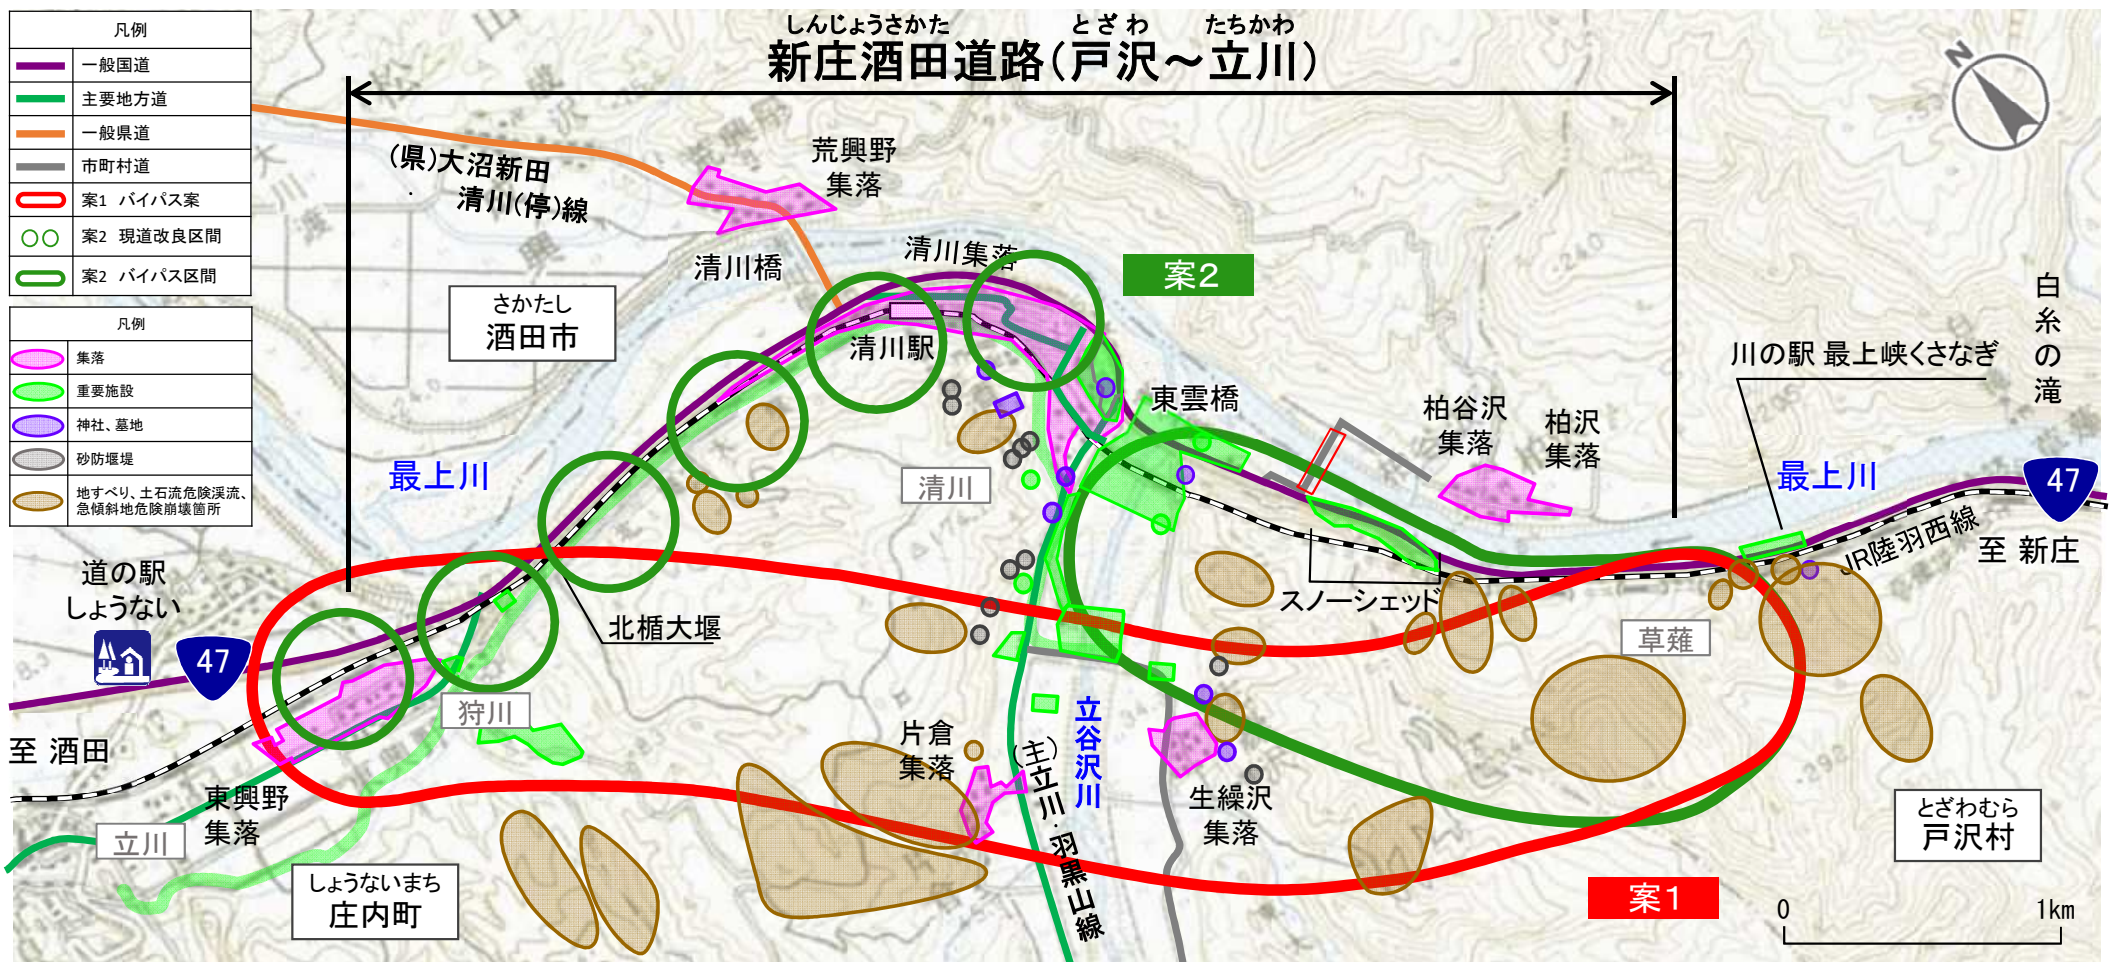 しんじょうさかた とざわ たちかわ
新庄酒田道路(戸沢～立川)
凡例
一般国道
主要地方道
一般県道
市町村道
案1 バイパス案
案2 現道改良区間
案2 バイパス区間
凡例
集落
重要施設
神社、墓地
砂防堰堤
地すべり、土石流危険渓流、
急傾斜地危険崩壊箇所
N
(県)大沼新田
清川(停)線
荒興野
集落
清川橋
清川集落
案2
さかたし
酒田市
清川駅
東雲橋
柏谷沢
集落
柏沢
集落
川の駅 最上峡くさなぎ
白糸の滝
最上川
清川
最上川
47
JR陸羽西線
至 新庄
道の駅
しょうない
47
北楯大堰
スノーシェッド
草薙
狩川
至 酒田
片倉
集落
(主)立川・羽黒山線
立谷沢川
生繰沢
集落
東興野
集落
立川
しょうないまち
庄内町
とざわむら
戸沢村
案1
0 1km